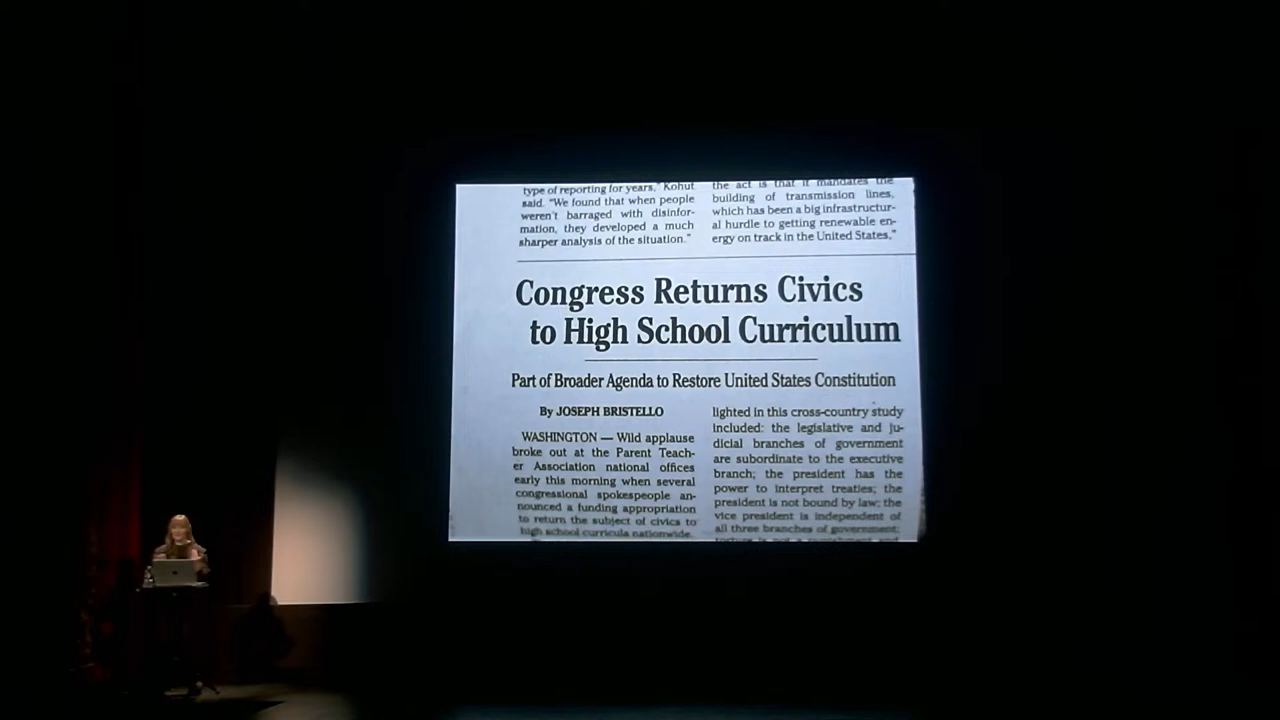 type of reporting for years," Kohut
said. "We found that when people
weren't barraged with disinfor-
mation, they developed a much
sharper analysis of the situation."
the act is that it mandates the
building of transmission lines,
which has been a big infrastructur-
al hurdle to getting renewable en-
ergy on track in the United States,"
Congress Returns Civics
to High School Curriculum
Part of Broader Agenda to Restore United States Constitution
By JOSEPH BRISTELLO
WASHINGTON — Wild applause
broke out at the Parent Teach-
er Association national offices
early this morning when several
congressional spokespeople an-
nounced a funding appropriation
to return the subject of civics to
high school curricula nationwide.
lighted in this cross-country study
included: the legislative and ju-
dicial branches of government
are subordinate to the executive
branch; the president has the
power to interpret treaties; the
president is not bound by law; the
vice president is independent of
all three branches of government;
torture is not a punishment and